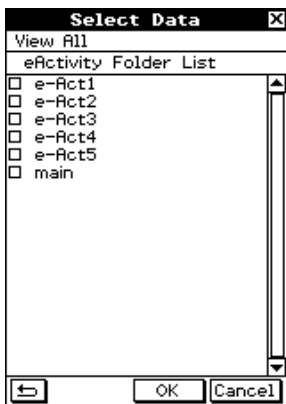 Select Data
View All
eActivity Folder List
e-Act1
e-Act2
e-Act3
e-Act4
e-Act5
main
OK Cancel